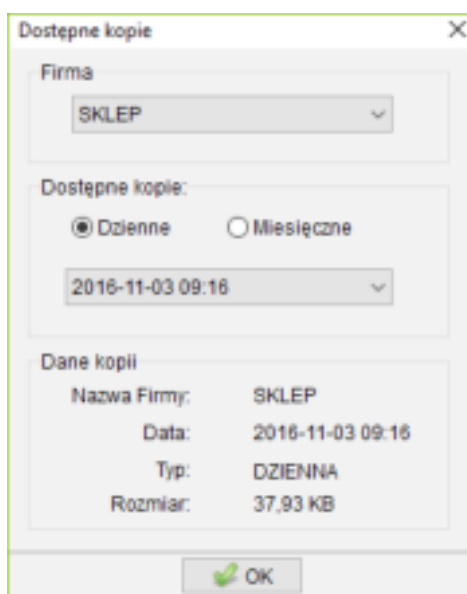 Dostępne kopie
Firma
SKLEP
Dostępne kopie:
Dzienne Miesięczne
2016-11-03 09:16
Dane kopii
Nazwa Firmy: SKLEP
Data: 2016-11-03 09:16
Typ: DZIENNA
Rozmiar: 37,93 KB
OK